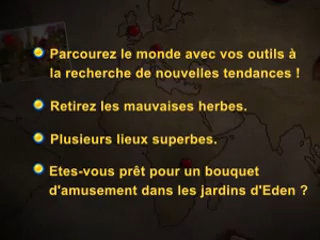 Parcourez le monde avec vos outils à
la recherche de nouvelles tendances !
Retirez les mauvaises herbes.
Plusieurs lieux superbes.
Etes-vous prêt pour un bouquet
d'amusement dans les jardins d'Eden ?